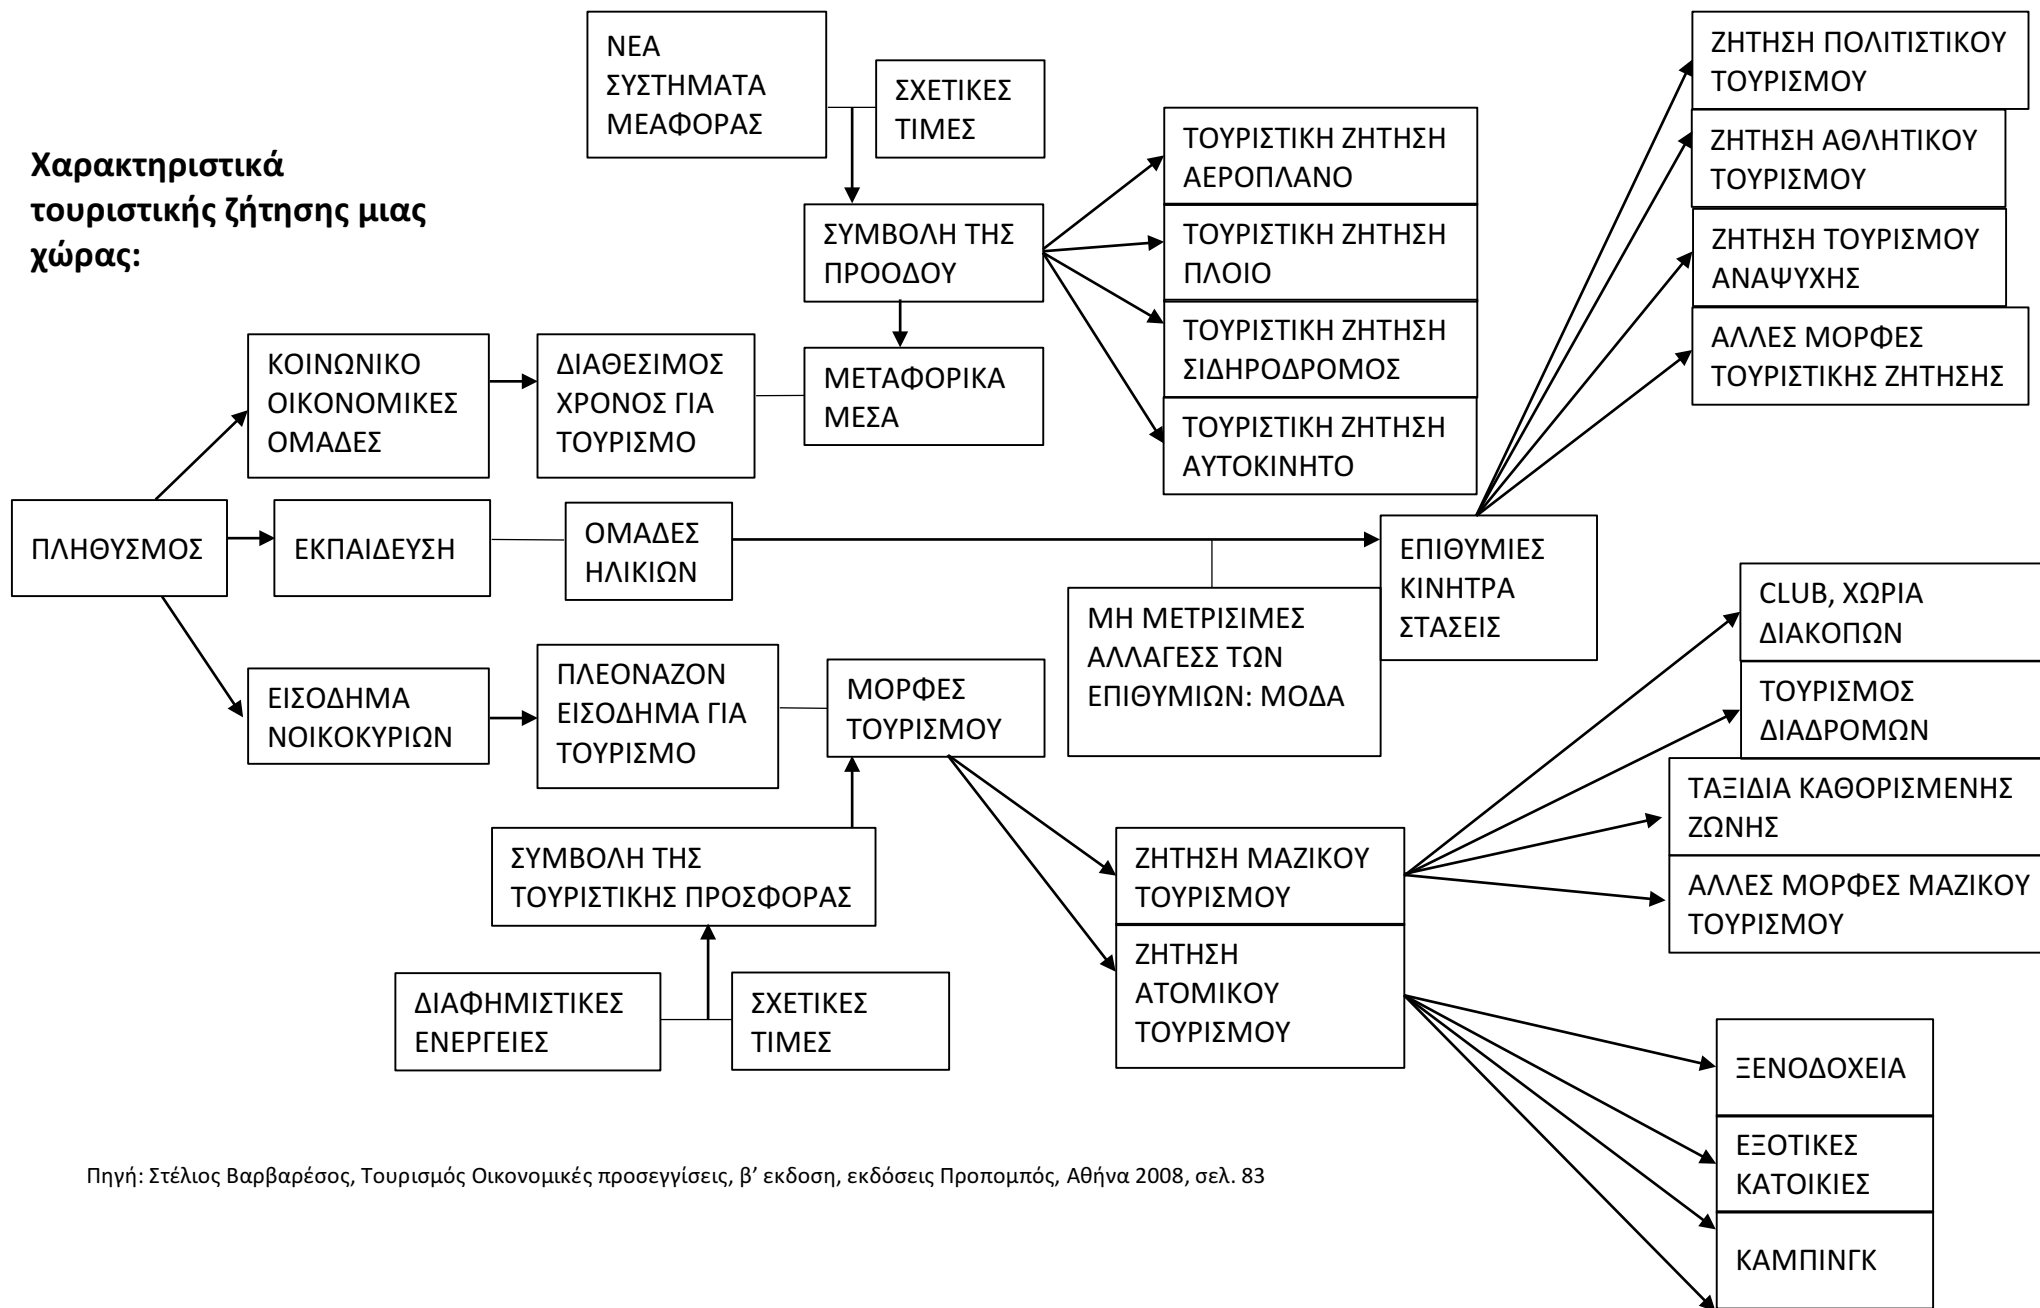 ΝΕΑ
ΣΥΣΤΗΜΑΤΑ
ΜΕΑΦΟΡΑΣ
ΣΧΕΤΙΚΕΣ
ΤΙΜΕΣ
Χαρακτηριστικά
τουριστικής ζήτησης μιας
χώρας:
ΣΥΜΒΟΛΗ ΤΗΣ
ΠΡΟΟΔΟΥ
ΤΟΥΡΙΣΤΙΚΗ ΖΗΤΗΣΗ
ΑΕΡΟΠΛΑΝΟ
ΤΟΥΡΙΣΤΙΚΗ ΖΗΤΗΣΗ
ΠΛΟΙΟ
ΤΟΥΡΙΣΤΙΚΗ ΖΗΤΗΣΗ
ΣΙΔΗΡΟΔΡΟΜΟΣ
ΤΟΥΡΙΣΤΙΚΗ ΖΗΤΗΣΗ
ΑΥΤΟΚΙΝΗΤΟ
ΖΗΤΗΣΗ ΠΟΛΙΤΙΣΤΙΚΟΥ
ΤΟΥΡΙΣΜΟΥ
ΖΗΤΗΣΗ ΑΘΛΗΤΙΚΟΥ
ΤΟΥΡΙΣΜΟΥ
ΖΗΤΗΣΗ ΤΟΥΡΙΣΜΟΥ
ΑΝΑΨΥΧΗΣ
ΑΛΛΕΣ ΜΟΡΦΕΣ
ΤΟΥΡΙΣΤΙΚΗΣ ΖΗΤΗΣΗΣ
ΚΟΙΝΩΝΙΚΟ
ΟΙΚΟΝΟΜΙΚΕΣ
ΟΜΑΔΕΣ
ΔΙΑΘΕΣΙΜΟΣ
ΧΡΟΝΟΣ ΓΙΑ
ΤΟΥΡΙΣΜΟ
ΜΕΤΑΦΟΡΙΚΑ
ΜΕΣΑ
ΠΛΗΘΥΣΜΟΣ
ΕΚΠΑΙΔΕΥΣΗ
ΟΜΑΔΕΣ
ΗΛΙΚΙΩΝ
ΕΠΙΘΥΜΙΕΣ
ΚΙΝΗΤΡΑ
ΣΤΑΣΕΙΣ
ΜΗ ΜΕΤΡΙΣΙΜΕΣ
ΑΛΛΑΓΕΣΣ ΤΩΝ
ΕΠΙΘΥΜΙΩΝ: ΜΟΔΑ
ΕΙΣΟΔΗΜΑ
ΝΟΙΚΟΚΥΡΙΩΝ
ΠΛΕΟΝΑΖΟΝ
ΕΙΣΟΔΗΜΑ ΓΙΑ
ΤΟΥΡΙΣΜΟ
ΜΟΡΦΕΣ
ΤΟΥΡΙΣΜΟΥ
CLUB, ΧΩΡΙΑ
ΔΙΑΚΟΠΩΝ
ΤΟΥΡΙΣΜΟΣ
ΔΙΑΔΡΟΜΩΝ
ΤΑΞΙΔΙΑ ΚΑΘΟΡΙΣΜΕΝΗΣ
ΖΩΝΗΣ
ΑΛΛΕΣ ΜΟΡΦΕΣ ΜΑΖΙΚΟΥ
ΤΟΥΡΙΣΜΟΥ
ΣΥΜΒΟΛΗ ΤΗΣ
ΤΟΥΡΙΣΤΙΚΗΣ ΠΡΟΣΦΟΡΑΣ
ΖΗΤΗΣΗ ΜΑΖΙΚΟΥ
ΤΟΥΡΙΣΜΟΥ
ΖΗΤΗΣΗ
ΑΤΟΜΙΚΟΥ
ΤΟΥΡΙΣΜΟΥ
ΔΙΑΦΗΜΙΣΤΙΚΕΣ
ΕΝΕΡΓΕΙΕΣ
ΣΧΕΤΙΚΕΣ
ΤΙΜΕΣ
ΞΕΝΟΔΟΧΕΙΑ
ΕΞΟΤΙΚΕΣ
ΚΑΤΟΙΚΙΕΣ
ΚΑΜΠΙΝΓΚ
Πηγή: Στέλιος Βαρβαρέσος, Τουρισμός Οικονομικές προσεγγίσεις, β’ εκδοση, εκδόσεις Προπομπός, Αθήνα 2008, σελ. 83